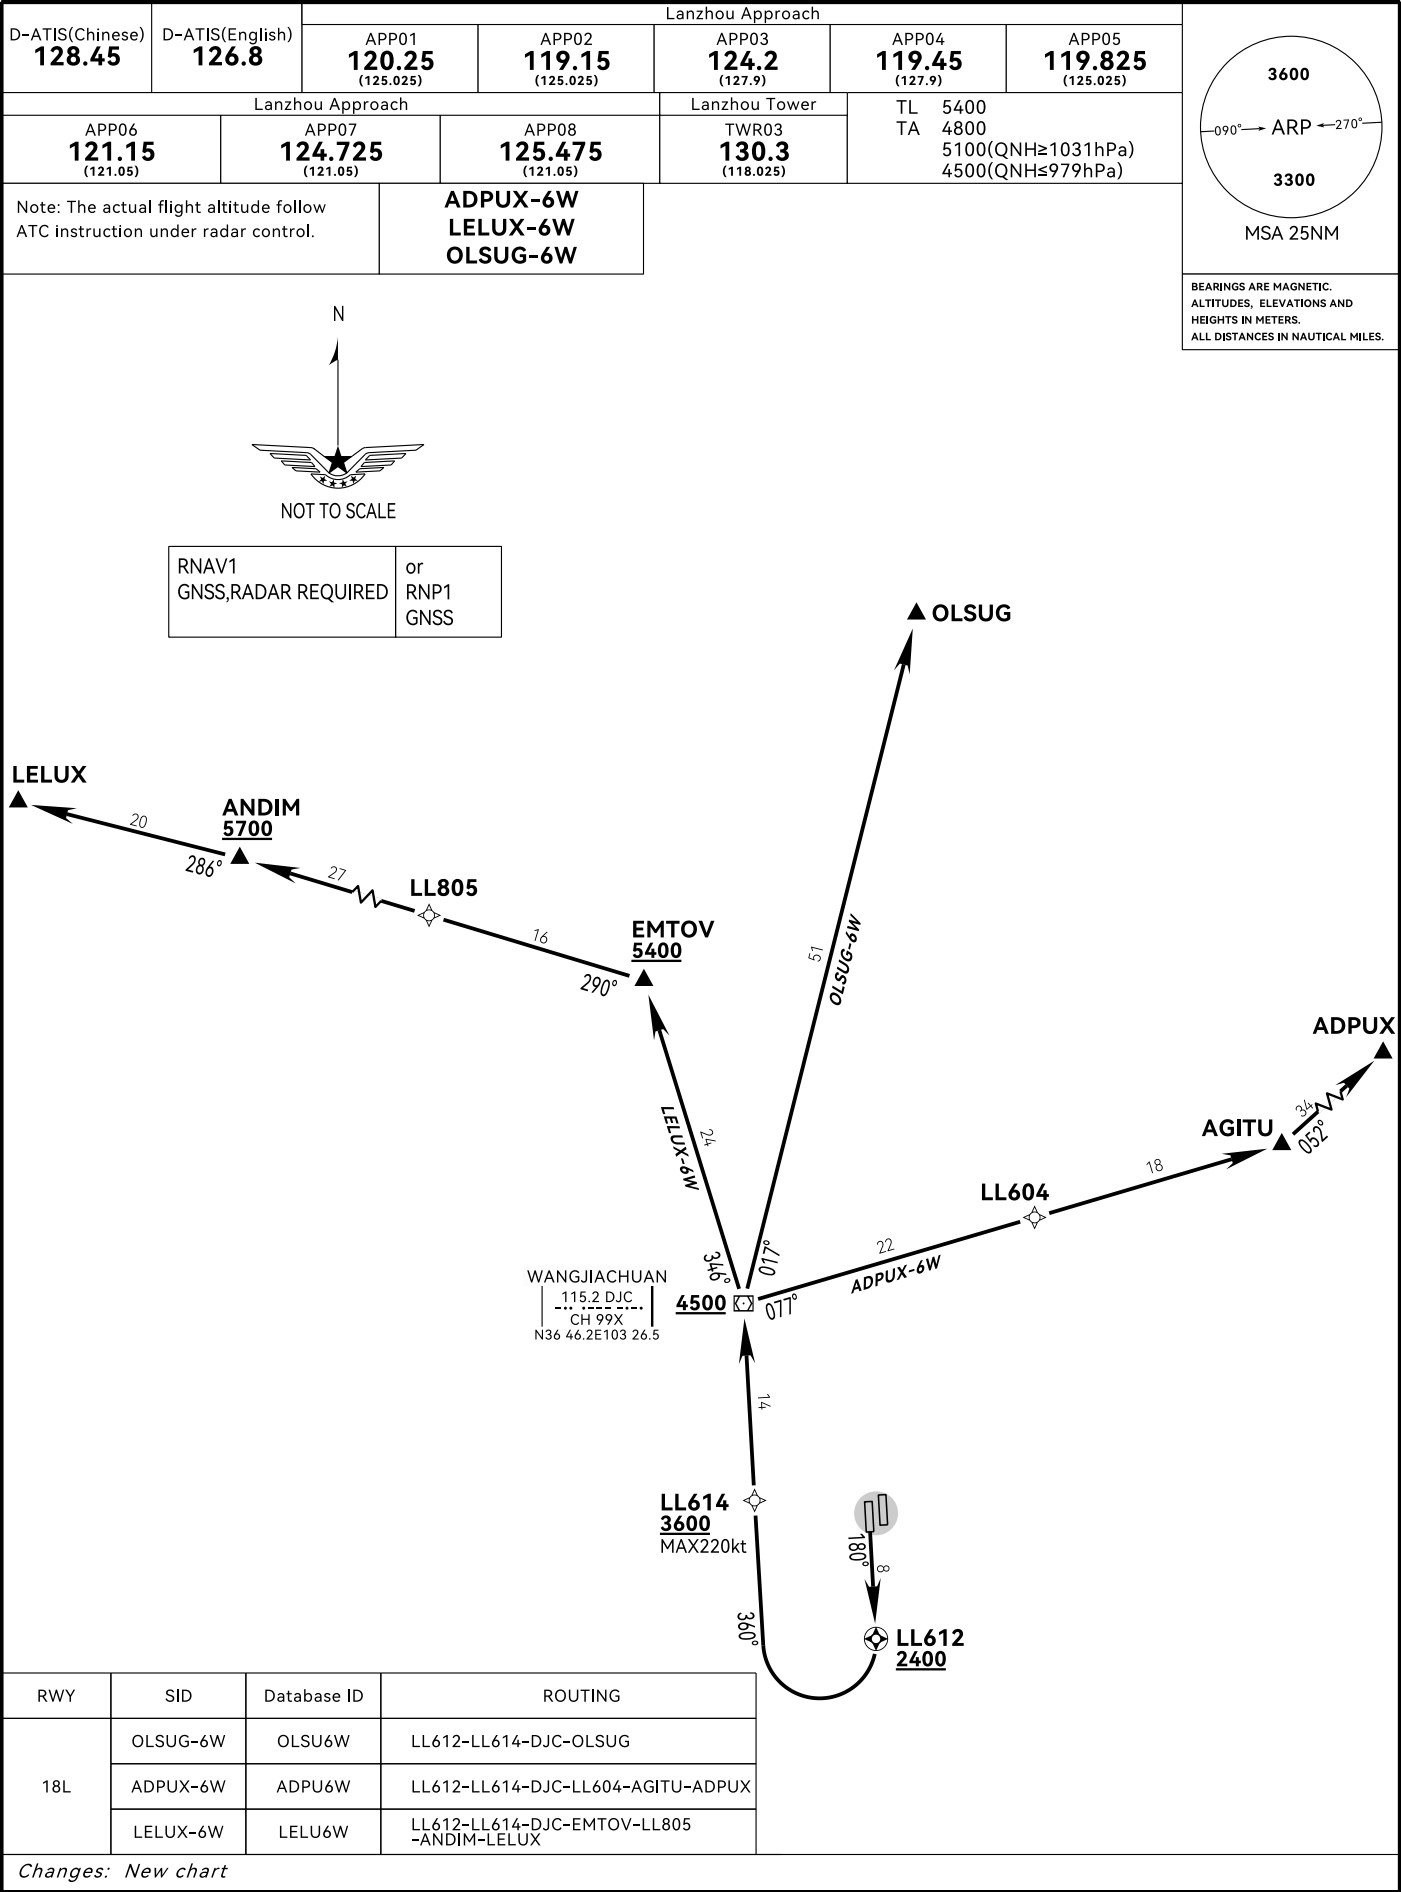 Lanzhou Approach
D-ATIS(Chinese)
128.45
D-ATIS(English)
126.8
APP01
120.25
(125.025)
APP02
119.15
(125.025)
APP03
124.2
(127.9)
APP04
119.45
(127.9)
APP05
119.825
(125.025)
Lanzhou Approach
Lanzhou Tower
APP06
121.15
(121.05)
APP07
124.725
(121.05)
APP08
125.475
(121.05)
TWR03
130.3
(118.025)
TL 5400
TA 4800
5100(QNH≥1031hPa)
4500(QNH≤979hPa)
3600
090° ARP 270°
3300
MSA 25NM
Note: The actual flight altitude follow
ATC instruction under radar control.
ADPUX-6W
LELUX-6W
OLSUG-6W
BEARINGS ARE MAGNETIC.
ALTITUDES, ELEVATIONS AND
HEIGHTS IN METERS.
ALL DISTANCES IN NAUTICAL MILES.
N
NOT TO SCALE
RNAV1
GNSS,RADAR REQUIRED
or
RNP1
GNSS
OLSUG
LELUX
20
286°
ANDIM
5700
27
LL805
16
290°
EMTOV
5400
51
OLSUG-6W
24
LELUX-6W
346°
017°
ADPUX
34
052°
AGITU
18
LL604
22
ADPUX-6W
077°
WANGJIACHUAN
115.2 DJC
CH 99X
N36 46.2E103 26.5
4500
14
LL614
3600
MAX220kt
360°
180°
8
LL612
2400
RWY SID Database ID ROUTING
18L
OLSUG-6W OLSU6W LL612-LL614-DJC-OLSUG
ADPUX-6W ADPU6W LL612-LL614-DJC-LL604-AGITU-ADPUX
LELUX-6W LELU6W LL612-LL614-DJC-EMTOV-LL805
-ANDIM-LELUX
Changes: New chart